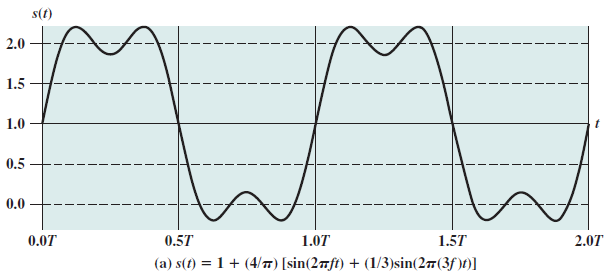 s(t)
2.0
1.5
1.0
t
0.5
0.0
0.0T 0.5T 1.0T 1.5T 2.0T
(a) s(t) = 1 + (4/π) [sin(2πft) + (1/3)sin(2π(3f)t)]